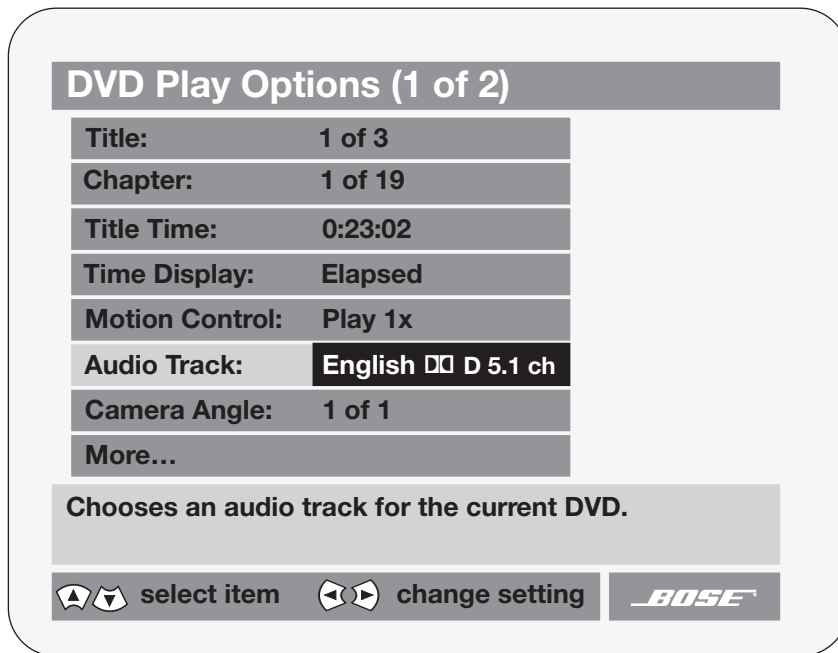 DVD Play Options (1 of 2)
Title: 1 of 3
Chapter: 1 of 19
Title Time: 0:23:02
Time Display: Elapsed
Motion Control: Play 1x
Audio Track: English DD D 5.1 ch
Camera Angle: 1 of 1
More…
Chooses an audio track for the current DVD.
select item change setting BOSE